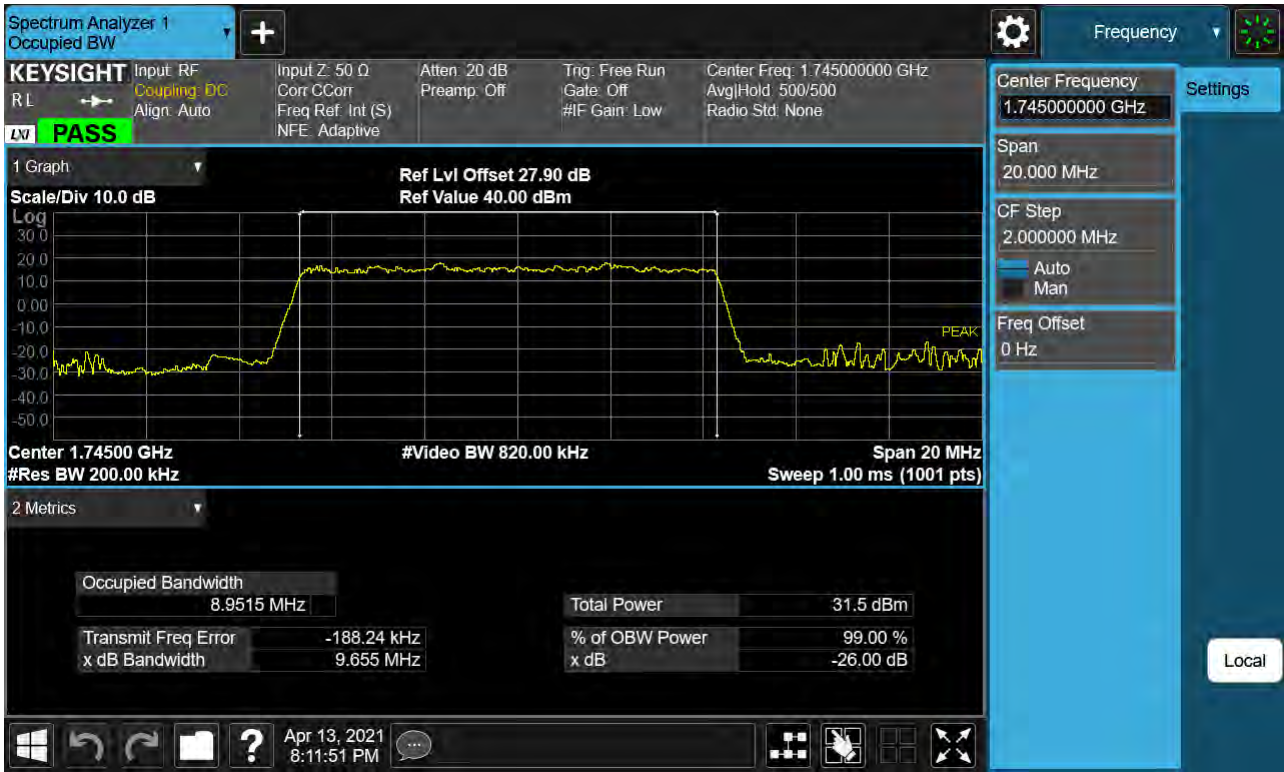 Spectrum Analyzer 1
Occupied BW
+
Frequency
KEYSIGHT
R L
LXI
PASS
Input: RF
Coupling: DC
Align: Auto
Input Z: 50 Ω
Corr CCorr
Freq Ref: Int (S)
NFE: Adaptive
Atten: 20 dB
Preamp: Off
Trig: Free Run
Gate: Off
#IF Gain: Low
Center Freq: 1.745000000 GHz
Avg|Hold: 500/500
Radio Std: None
Center Frequency
1.745000000 GHz
Settings
Span
20.000 MHz
CF Step
2.000000 MHz
Auto
Man
Freq Offset
0 Hz
Local
1 Graph
Scale/Div 10.0 dB
Ref Lvl Offset 27.90 dB
Ref Value 40.00 dBm
Log
30.0
20.0
10.0
0.00
-10.0
-20.0
-30.0
-40.0
-50.0
PEAK
Center 1.74500 GHz
#Video BW 820.00 kHz
Span 20 MHz
#Res BW 200.00 kHz
Sweep 1.00 ms (1001 pts)
2 Metrics
Occupied Bandwidth
8.9515 MHz
Total Power 31.5 dBm
Transmit Freq Error -188.24 kHz
% of OBW Power 99.00 %
x dB Bandwidth 9.655 MHz
x dB -26.00 dB
?
Apr 13, 2021
8:11:51 PM